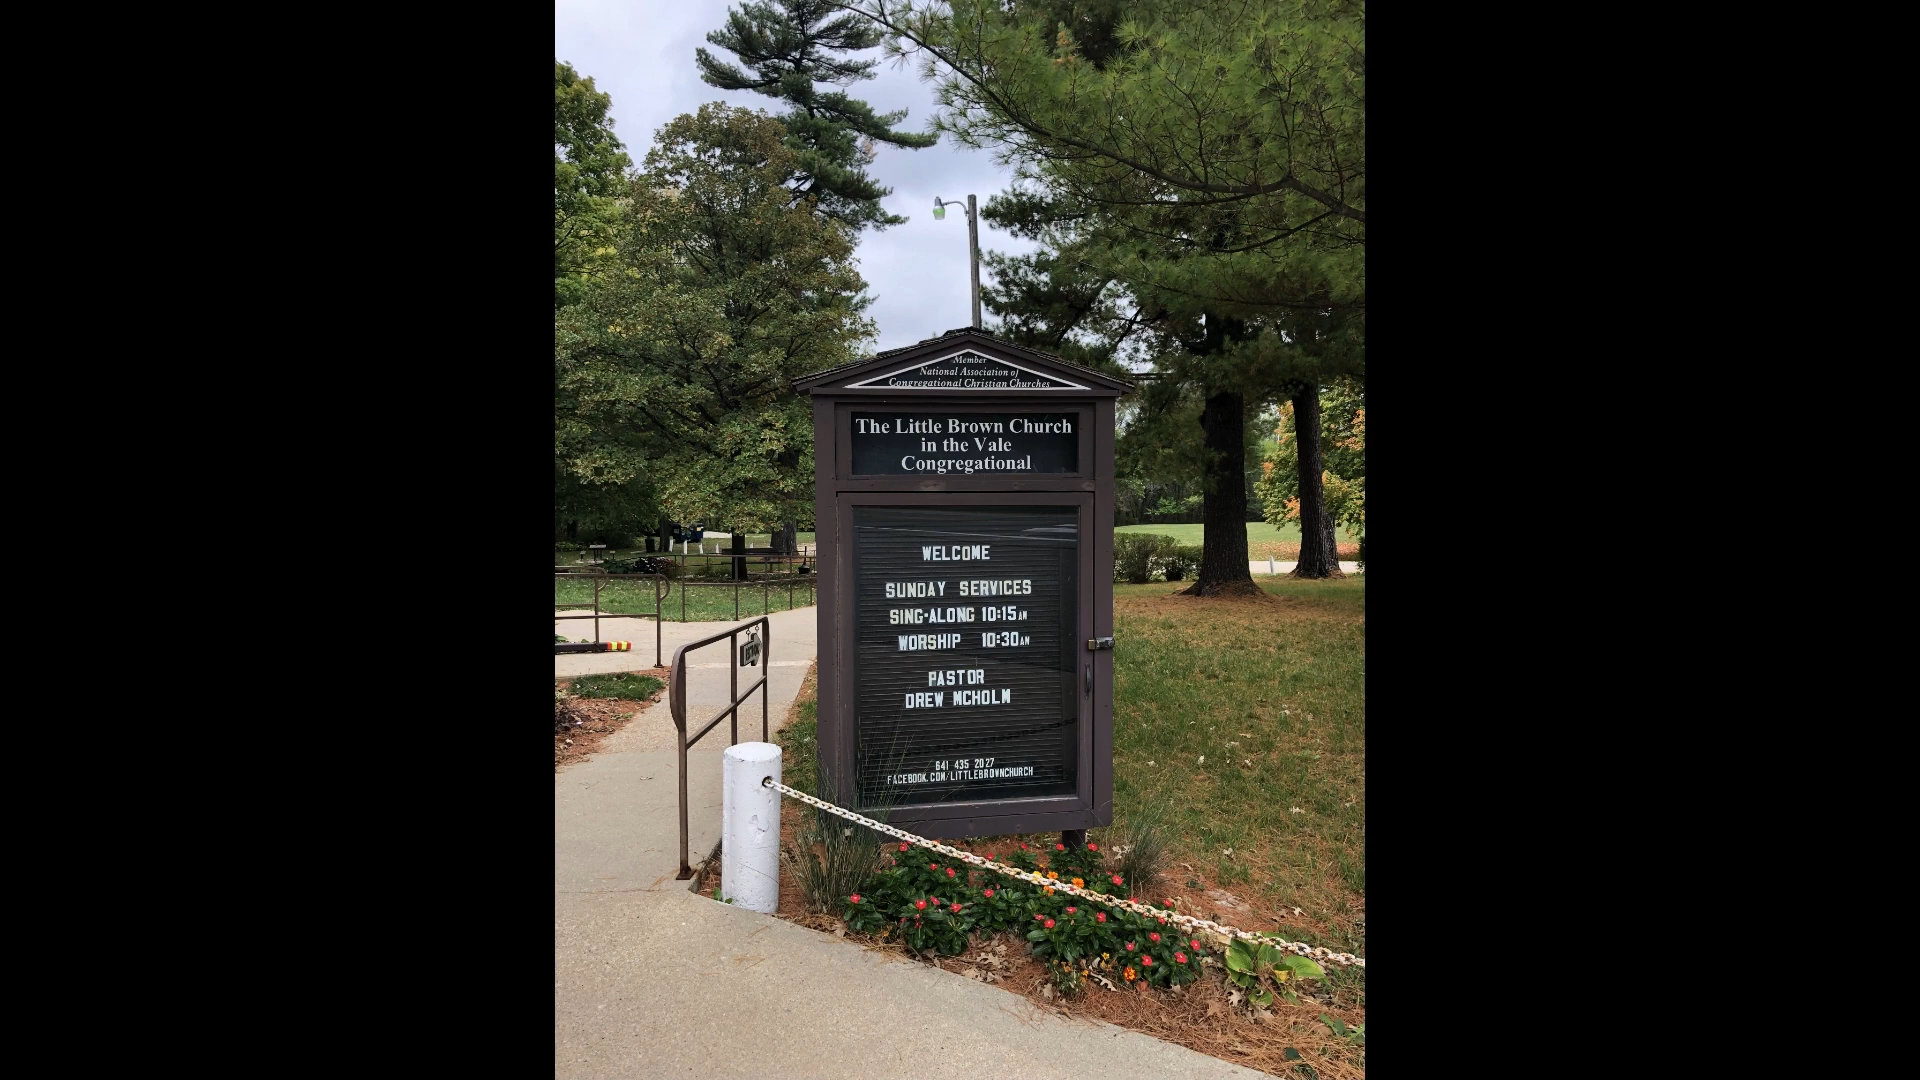 Member
National Association of
Congregational Christian Churches
The Little Brown Church
in the Vale
Congregational
WELCOME
SUNDAY SERVICES
SING-ALONG 10:15AM
WORSHIP 10:30AM
PASTOR
DREW MCHOLM
641 435 2027
FACEBOOK.COM/LITTLEBROWNCHURCH